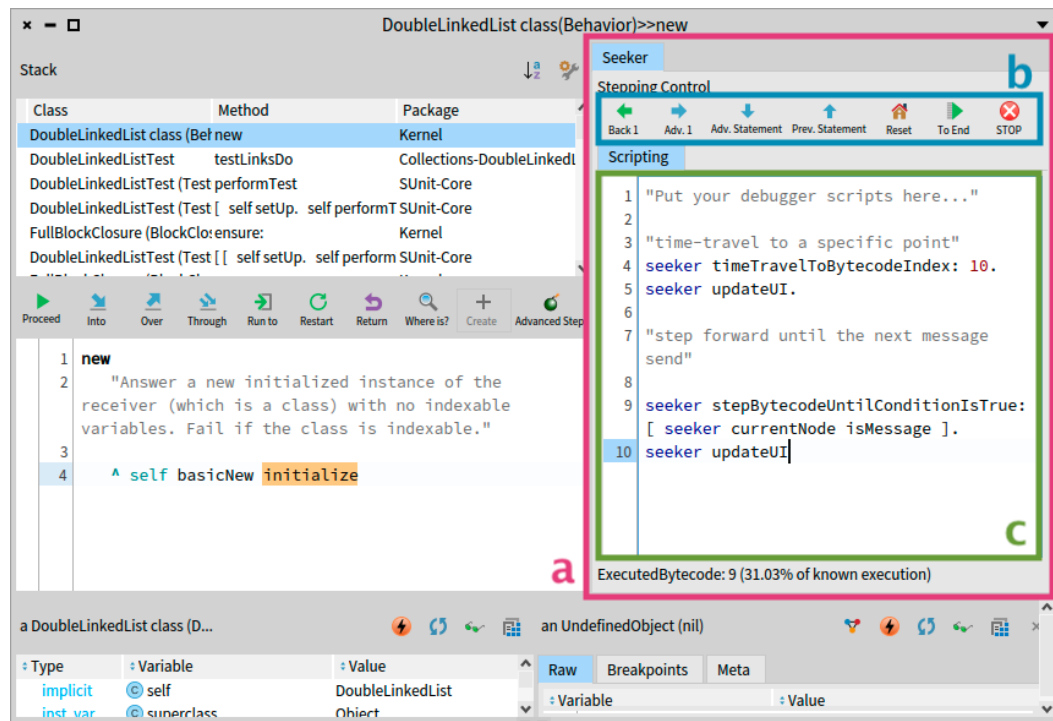 DoubleLinkedList class(Behavior)>>new
Stack
Class Method Package
DoubleLinkedList class (Beh new Kernel
DoubleLinkedListTest testLinksDo Collections-DoubleLinkedL
DoubleLinkedListTest (Test performTest SUnit-Core
DoubleLinkedListTest (Test [ self setUp. self performT SUnit-Core
FullBlockClosure (BlockClos ensure: Kernel
DoubleLinkedListTest (Test [ [ self setUp. self perform SUnit-Core
Proceed Into Over Through Run to Restart Return Where is? Create Advanced Step
1 new
2 "Answer a new initialized instance of the
receiver (which is a class) with no indexable
variables. Fail if the class is indexable."
3
4 ^ self basicNew initialize
a
Seeker
b
Stepping Control
Back 1 Adv. 1 Adv. Statement Prev. Statement Reset To End STOP
Scripting
1 "Put your debugger scripts here..."
2
3 "time-travel to a specific point"
4 seeker timeTravelToBytecodeIndex: 10.
5 seeker updateUI.
6
7 "step forward until the next message
send"
8
9 seeker stepBytecodeUntilConditionIsTrue:
[ seeker currentNode isMessage ].
10 seeker updateUI
c
ExecutedBytecode: 9 (31.03% of known execution)
a DoubleLinkedList class (D...
Type Variable Value
implicit C self DoubleLinkedList
inst var C superclass Object
an UndefinedObject (nil)
Raw Breakpoints Meta
Variable Value